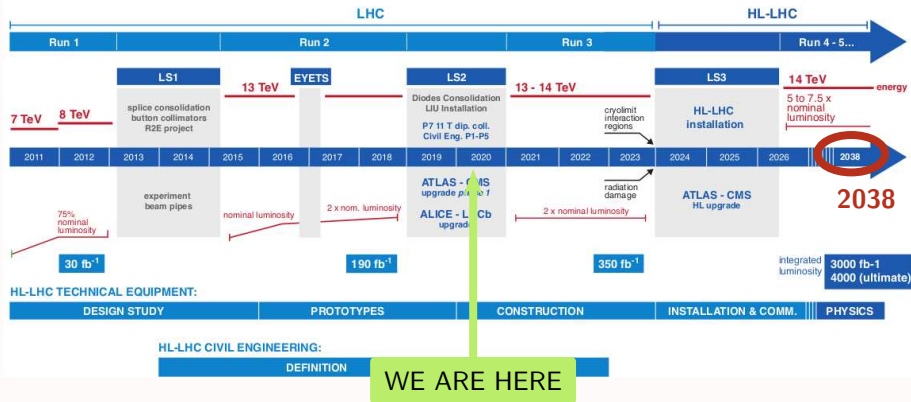 LHC
HL-LHC
Run 1
Run 2
Run 3
Run 4 - 5...
LS1
EYETS
LS2
LS3
13 TeV
13 - 14 TeV
14 TeV
energy
7 TeV
8 TeV
splice consolidation
button collimators
R2E project
Diodes Consolidation
LIU Installation
P7 11 T dip. coll.
Civil Eng. P1-P5
cryolimit
interaction
regions
HL-LHC
installation
5 to 7.5 x
nominal
luminosity
2011 2012 2013 2014 2015 2016 2017 2018 2019 2020 2021 2022 2023 2024 2025 2026 2038
2038
experiment
beam pipes
ATLAS - CMS
upgrade 1
ALICE -
upgrade
radiation
damage
ATLAS - CMS
HL upgrade
75%
nominal
luminosity
nominal luminosity
2 x nom. luminosity
2 x nominal luminosity
30 fb-1
190 fb-1
350 fb-1
integrated
luminosity
3000 fb-1
4000 (ultimate)
HL-LHC TECHNICAL EQUIPMENT:
DESIGN STUDY
PROTOTYPES
CONSTRUCTION
INSTALLATION & COMM.
PHYSICS
HL-LHC CIVIL ENGINEERING:
DEFINITION
WE ARE HERE